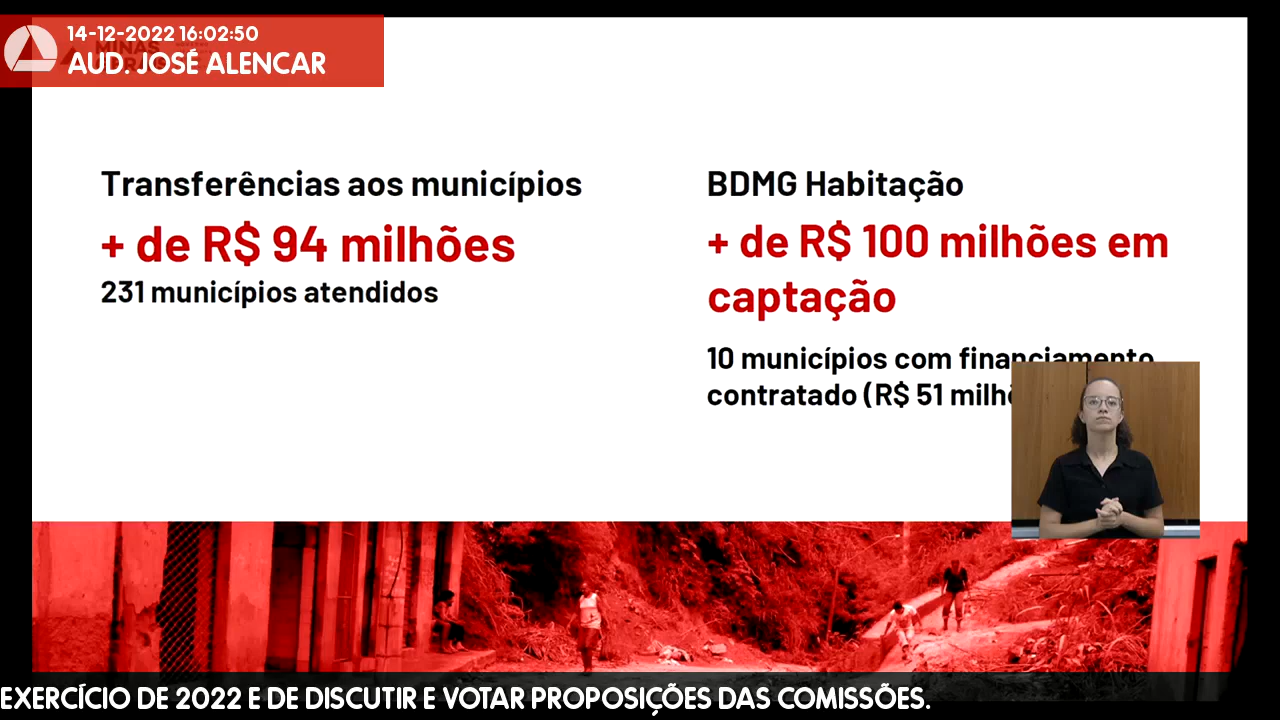 14-12-2022 16:02:50
AUD. JOSÉ ALENCAR
MINAS
Transferências aos municípios
+ de R$ 94 milhões
231 municípios atendidos
BDMG Habitação
+ de R$ 100 milhões em
captação
10 municípios com financiamento
contratado (R$ 51
EXERCÍCIO DE 2022 E DE DISCUTIR E VOTAR PROPOSIÇÕES DAS COMISSÕES.